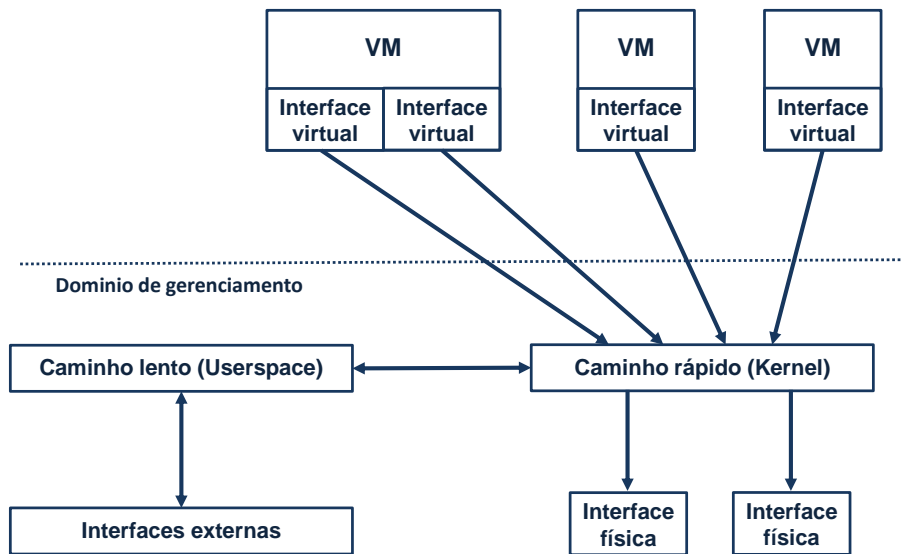 VM
VM
VM
Interface
virtual
Interface
virtual
Interface
virtual
Interface
virtual
Dominio de gerenciamento
Caminho lento (Userspace)
Caminho rápido (Kernel)
Interfaces externas
Interface
física
Interface
física